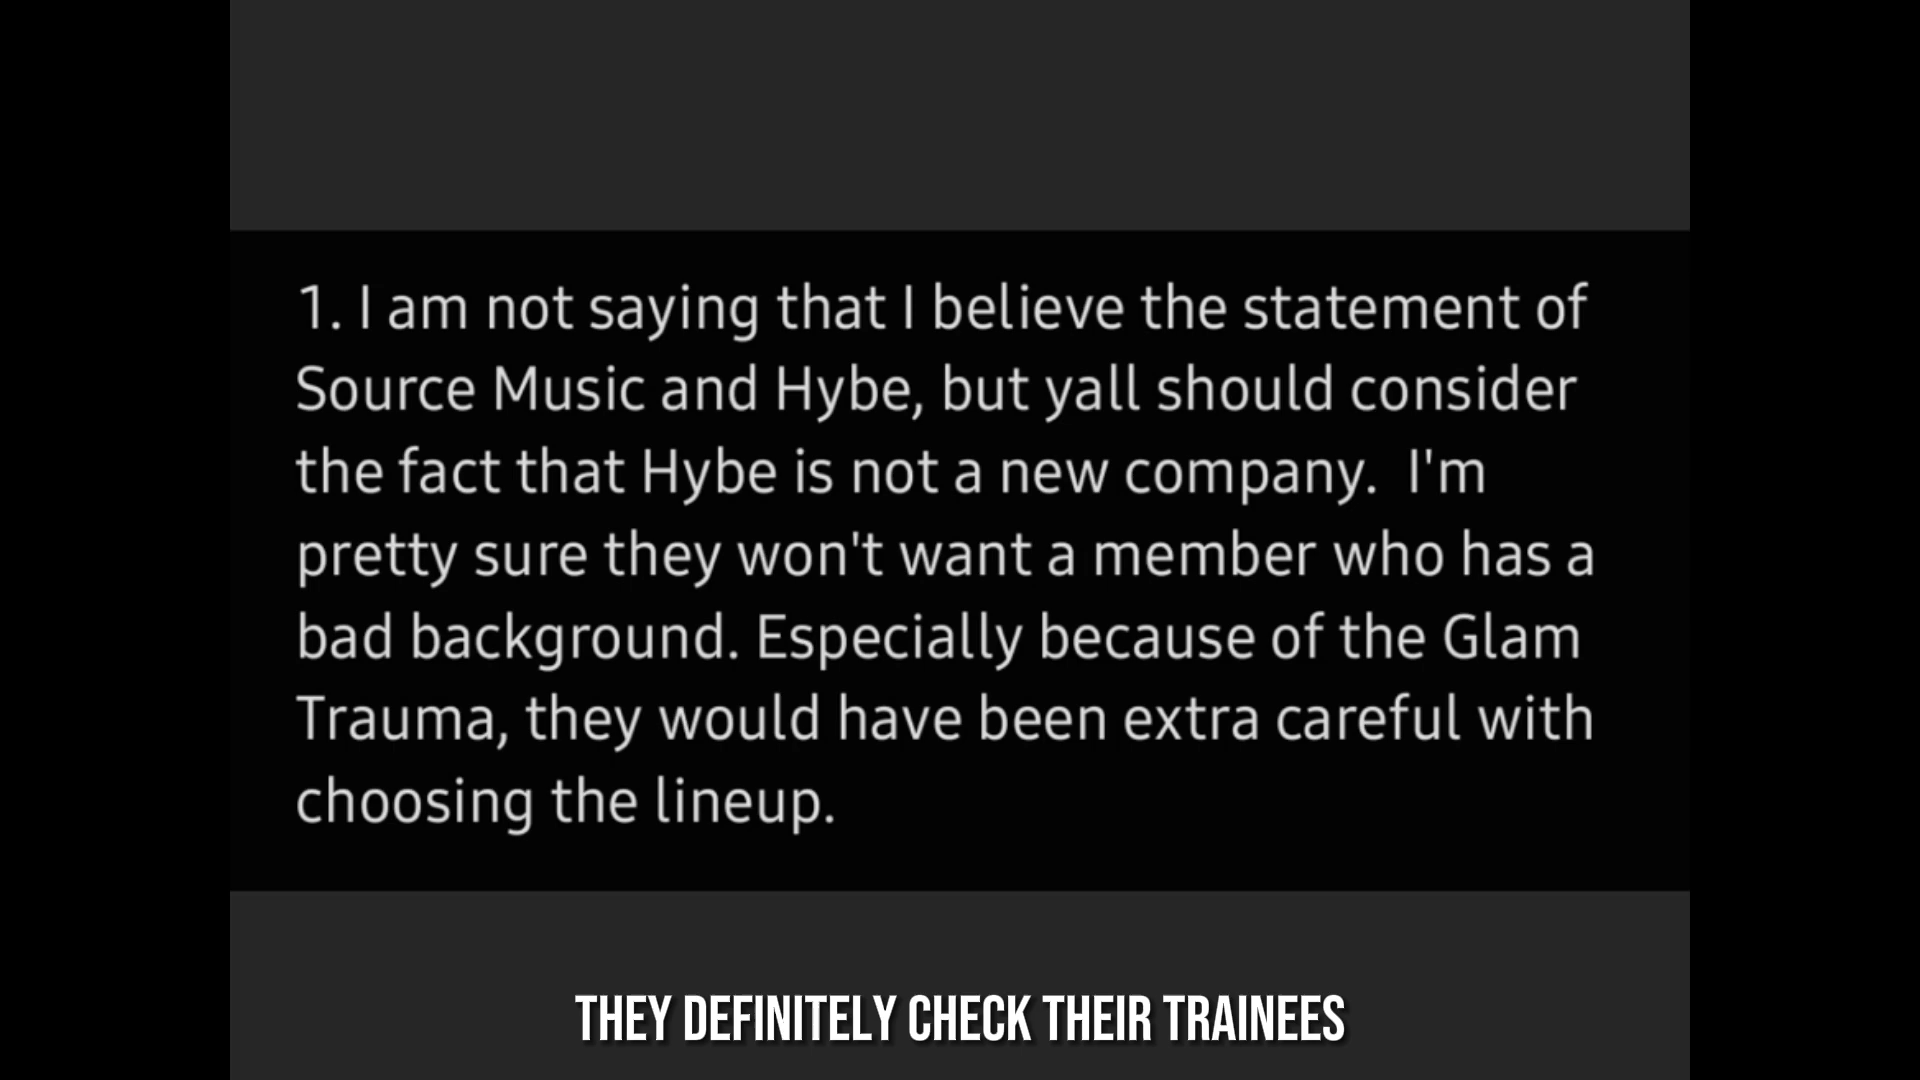 1. I am not saying that I believe the statement of
Source Music and Hybe, but yall should consider
the fact that Hybe is not a new company.  I'm
pretty sure they won't want a member who has a
bad background. Especially because of the Glam
Trauma, they would have been extra careful with
choosing the lineup.
THEY DEFINITELY CHECK THEIR TRAINEES